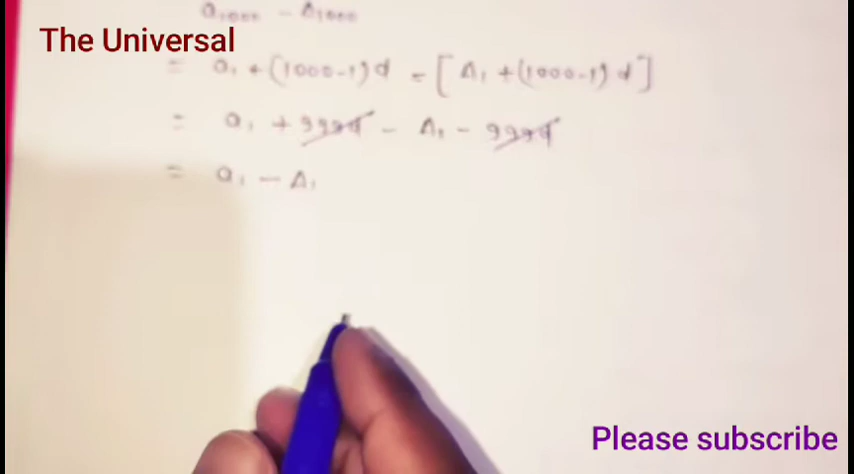 a₁₀₀₀ - A₁₀₀₀
The Universal
= a₁ + (1000-1)d - [A₁ + (1000-1)d]
= a₁ + 999d - A₁ - 999d
= a₁ - A₁
Please subscribe